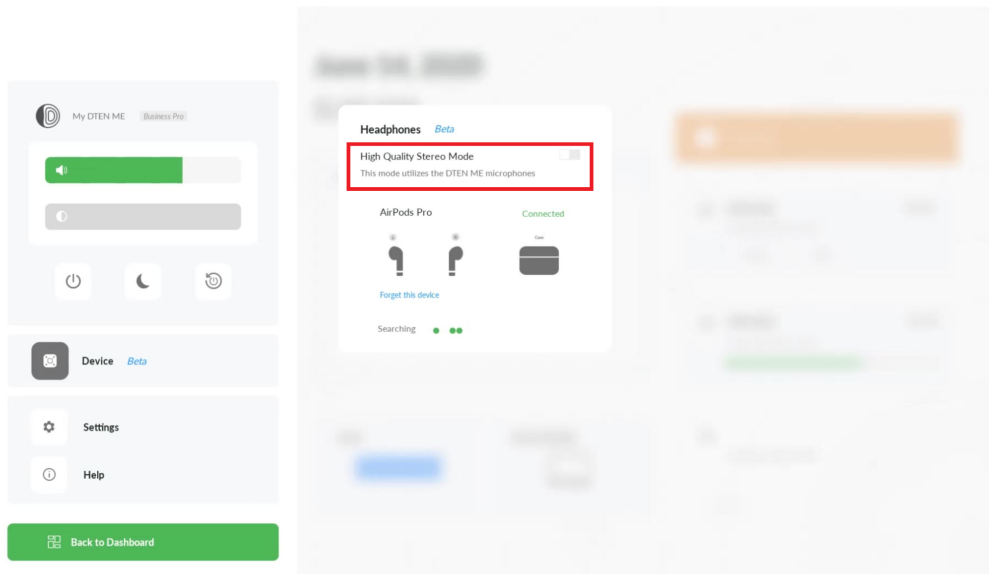 My DTEN ME
Business Pro
Device Beta
Settings
Help
Back to Dashboard
Headphones Beta
High Quality Stereo Mode
This mode utilizes the DTEN ME microphones
AirPods Pro
Connected
Case
Forget this device
Searching